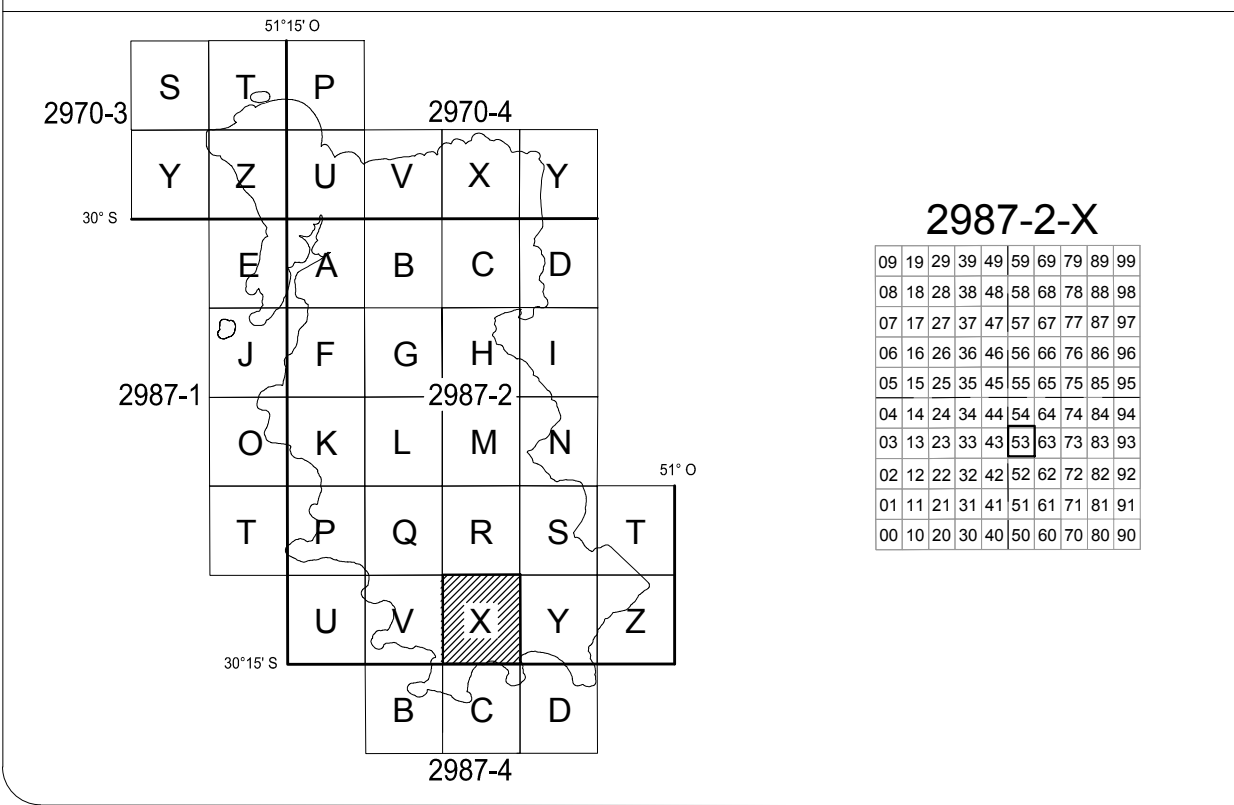 51°15' O
S T P
2970-3 2970-4
Y Z U V X Y
30° S
E A B C D
J F G H I
2987-1 2987-2
O K L M N
51° O
T P Q R S T
U V X Y Z
30°15' S
B C D
2987-4
2987-2-X
09 19 29 39 49 59 69 79 89 99
08 18 28 38 48 58 68 78 88 98
07 17 27 37 47 57 67 77 87 97
06 16 26 36 46 56 66 76 86 96
05 15 25 35 45 55 65 75 85 95
04 14 24 34 44 54 64 74 84 94
03 13 23 33 43 53 63 73 83 93
02 12 22 32 42 52 62 72 82 92
01 11 21 31 41 51 61 71 81 91
00 10 20 30 40 50 60 70 80 90